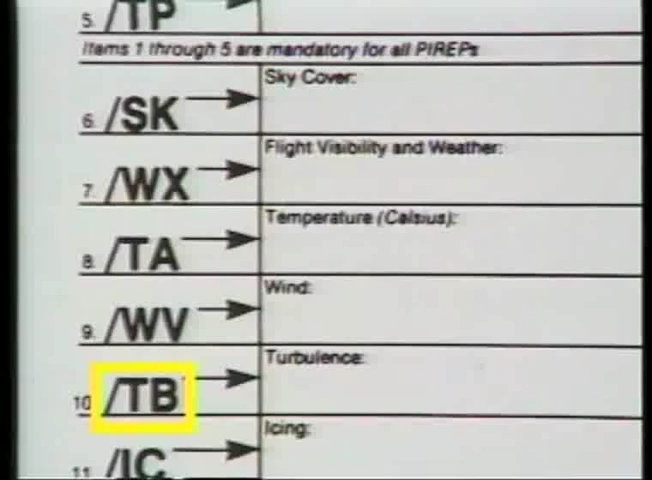 5. /TP
Items 1 through 5 are mandatory for all PIREPs
6. /SK Sky Cover:
7. /WX Flight Visibility and Weather:
8. /TA Temperature (Celsius):
9. /WV Wind:
10. /TB Turbulence:
11. /IC Icing: